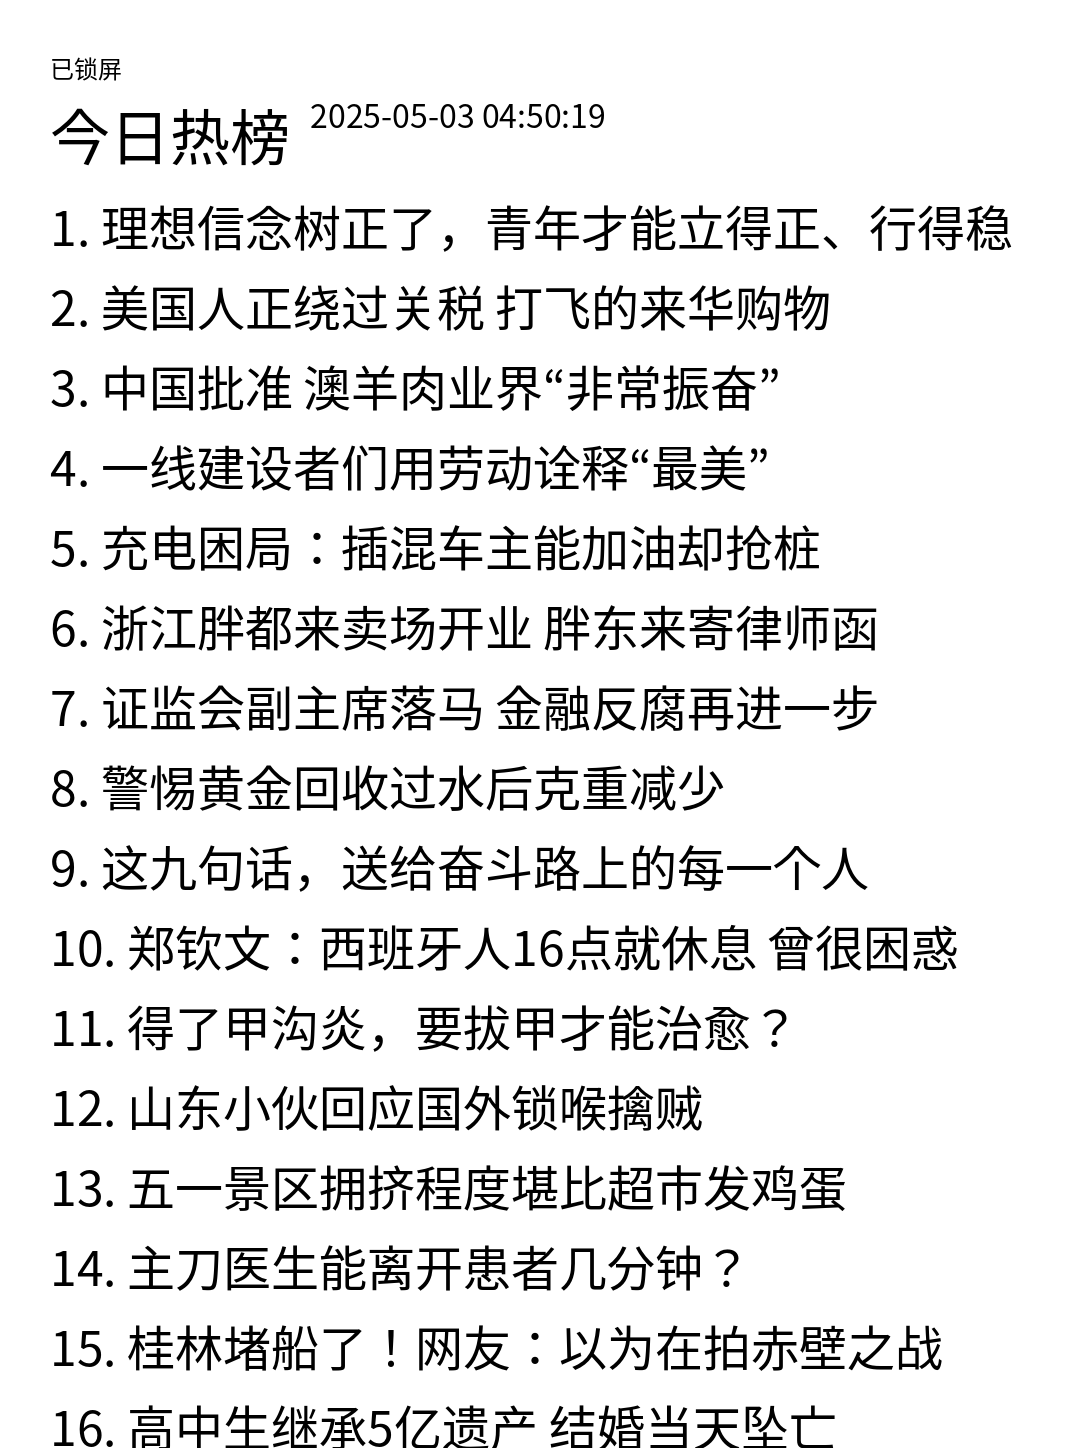 已锁屏
今日热榜 2025-05-03 04:50:19
1. 理想信念树正了，青年才能立得正、行得稳
2. 美国人正绕过关税 打飞的来华购物
3. 中国批准 澳羊肉业界“非常振奋”
4. 一线建设者们用劳动诠释“最美”
5. 充电困局：插混车主能加油却抢桩
6. 浙江胖都来卖场开业 胖东来寄律师函
7. 证监会副主席落马 金融反腐再进一步
8. 警惕黄金回收过水后克重减少
9. 这九句话，送给奋斗路上的每一个人
10. 郑钦文：西班牙人16点就休息 曾很困惑
11. 得了甲沟炎，要拔甲才能治愈？
12. 山东小伙回应国外锁喉擒贼
13. 五一景区拥挤程度堪比超市发鸡蛋
14. 主刀医生能离开患者几分钟？
15. 桂林堵船了！网友：以为在拍赤壁之战
16. 高中生继承5亿遗产 结婚当天坠亡